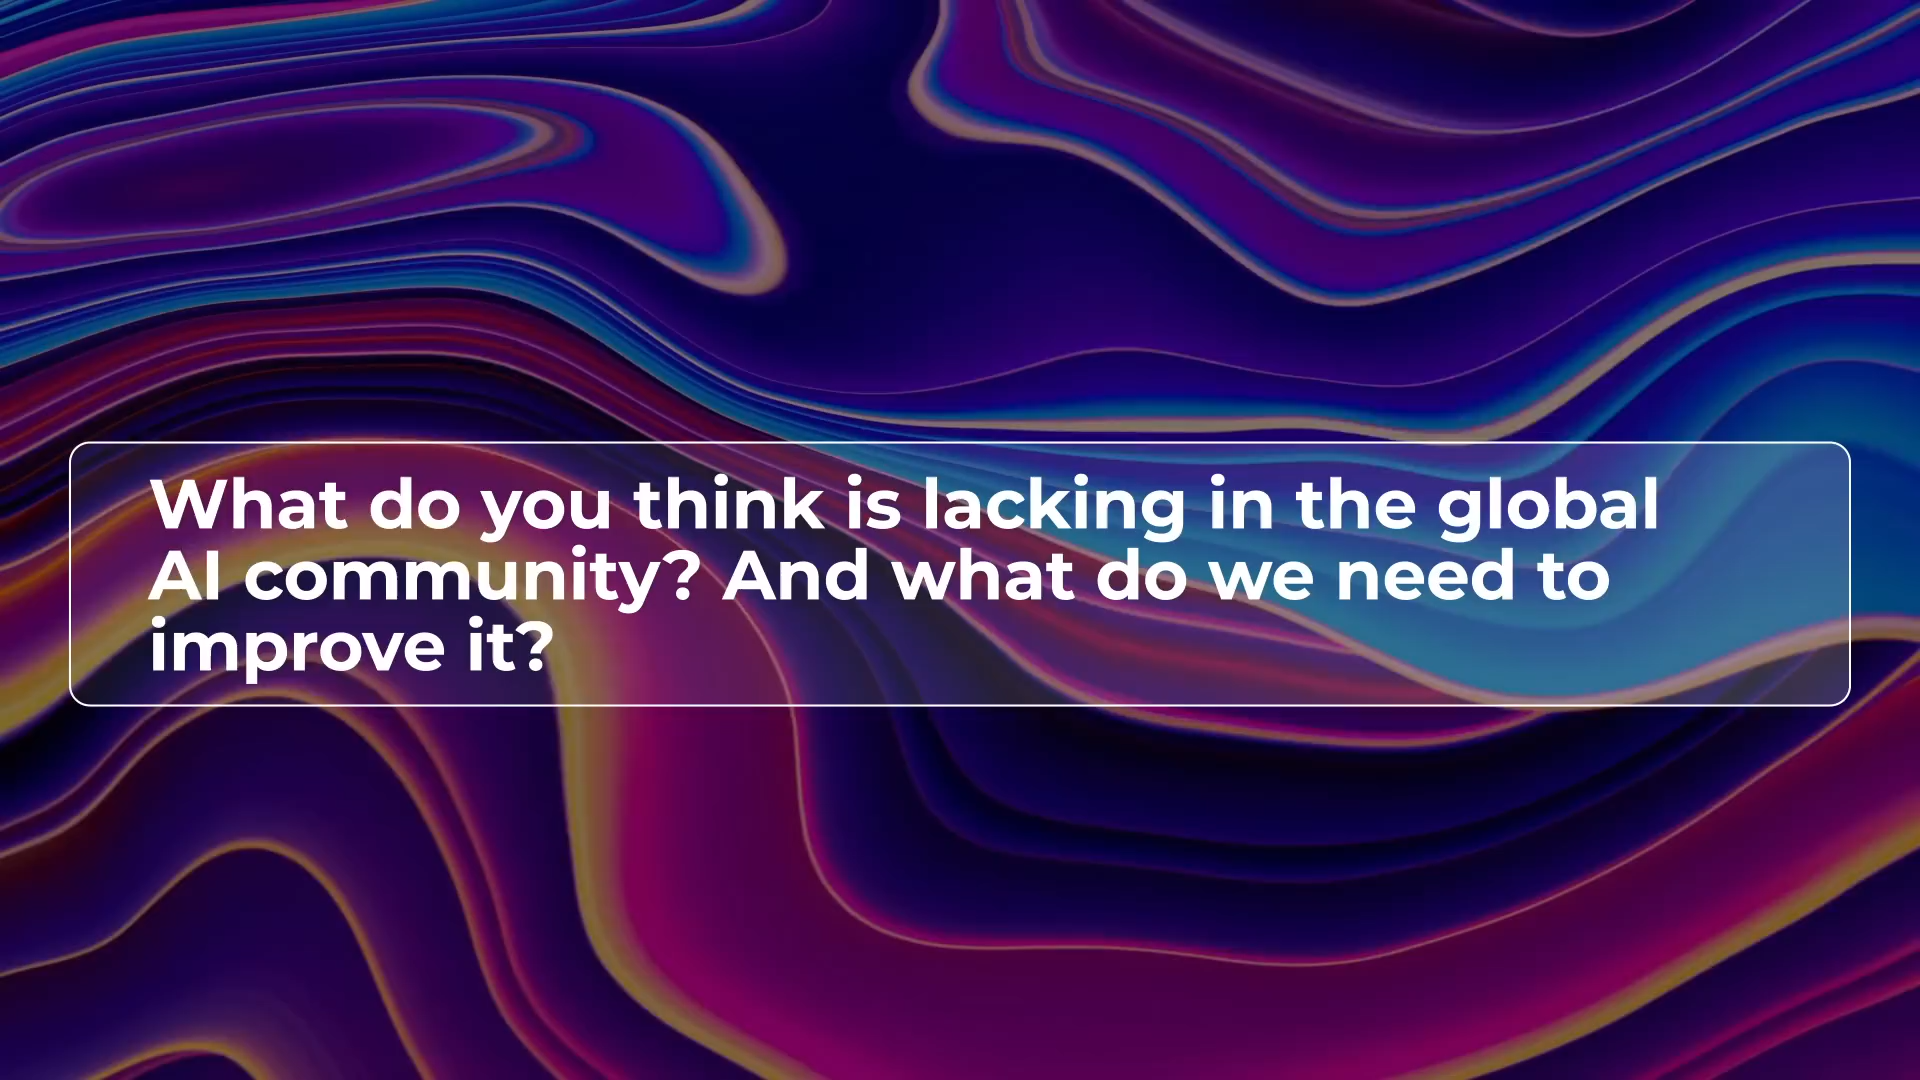 What do you think is lacking in the global
AI community? And what do we need to
improve it?